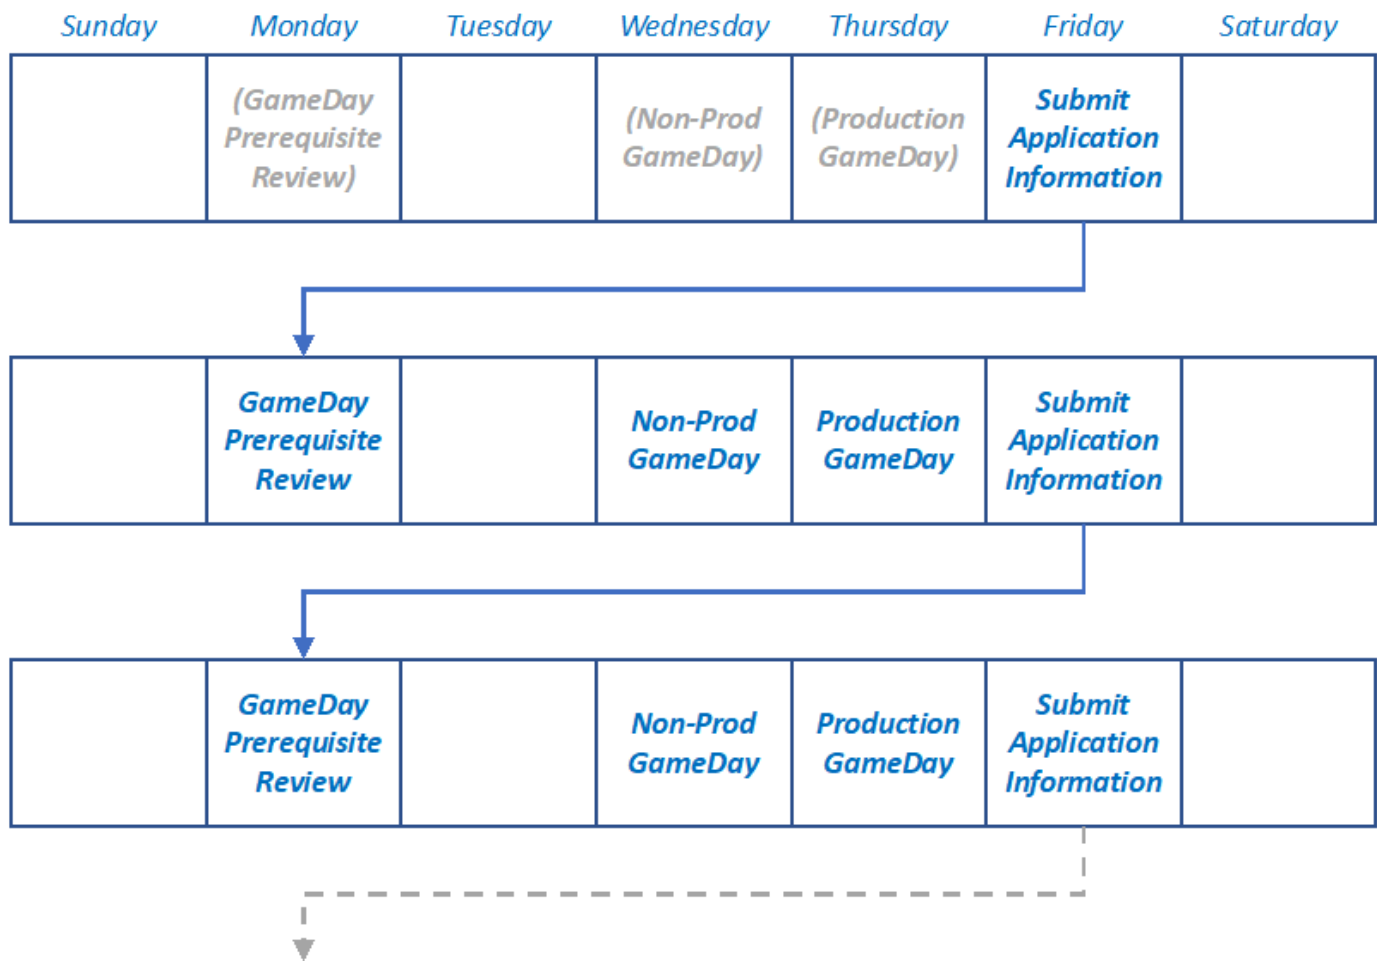 Sunday Monday Tuesday Wednesday Thursday Friday Saturday
(GameDay
Prerequisite
Review)
(Non-Prod
GameDay)
(Production
GameDay)
Submit
Application
Information
GameDay
Prerequisite
Review
Non-Prod
GameDay
Production
GameDay
Submit
Application
Information
GameDay
Prerequisite
Review
Non-Prod
GameDay
Production
GameDay
Submit
Application
Information